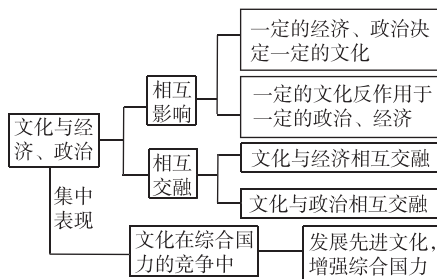 一定的经济、政治决
定一定的文化
相互
影响
一定的文化反作用于
一定的政治、经济
文化与经
济、政治
相互
交融
文化与经济相互交融
文化与政治相互交融
集中
表现
文化在综合国
力的竞争中
发展先进文化，
增强综合国力